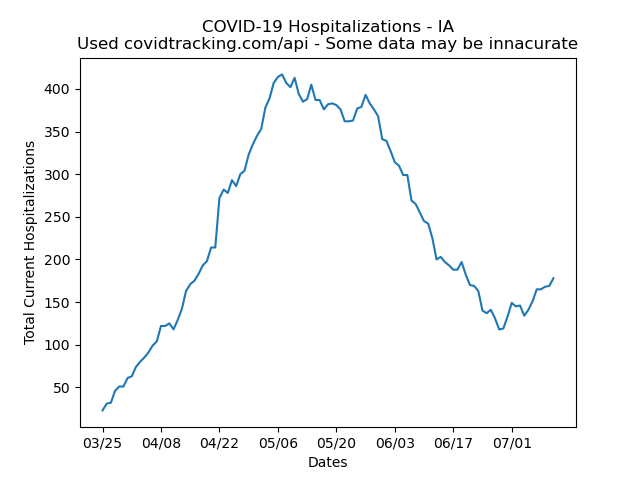 COVID-19 Hospitalizations - IA
Used covidtracking.com/api - Some data may be innacurate
Total Current Hospitalizations
400
350
300
250
200
150
100
50
03/25 04/08 04/22 05/06 05/20 06/03 06/17 07/01
Dates